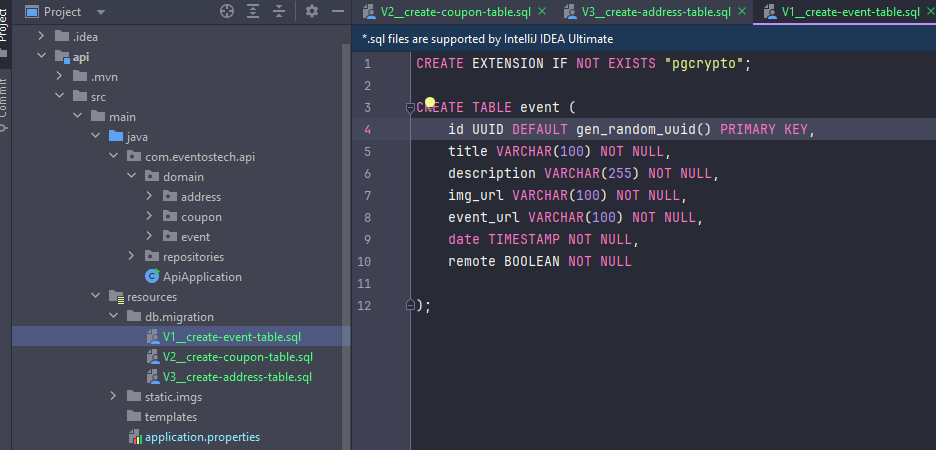 Project
V2__create-coupon-table.sql
V3__create-address-table.sql
V1__create-event-table.sql
Project
Commit
.idea
api
.mvn
src
main
java
com.eventostech.api
domain
address
coupon
event
repositories
ApiApplication
resources
db.migration
V1__create-event-table.sql
V2__create-coupon-table.sql
V3__create-address-table.sql
static.imgs
templates
application.properties
*.sql files are supported by IntelliJ IDEA Ultimate
1 CREATE EXTENSION IF NOT EXISTS "pgcrypto";
2
3 CREATE TABLE event (
4 id UUID DEFAULT gen_random_uuid() PRIMARY KEY,
5 title VARCHAR(100) NOT NULL,
6 description VARCHAR(255) NOT NULL,
7 img_url VARCHAR(100) NOT NULL,
8 event_url VARCHAR(100) NOT NULL,
9 date TIMESTAMP NOT NULL,
10 remote BOOLEAN NOT NULL
11
12 );